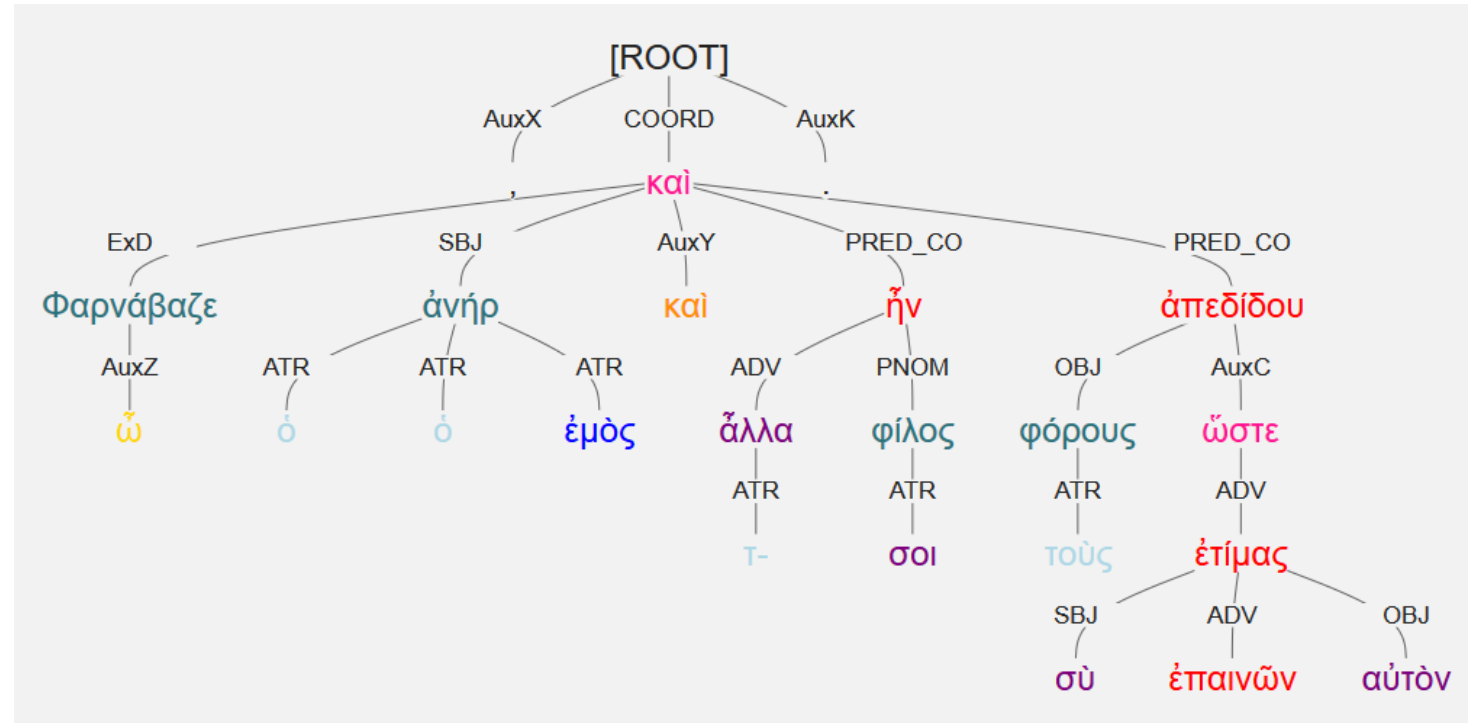 [ROOT]
AuxX COORD AuxK
, καὶ .
ExD SBJ AuxY PRED_CO PRED_CO
Φαρνάβαζε ἀνήρ καὶ ἦν ἀπεδίδου
AuxZ ATR ATR ATR ADV PNOM OBJ AuxC
ὦ ὁ ὁ ἐμὸς ἆλλα φίλος φόρους ὥστε
ATR ATR ATR ADV
τ- σοι τοὺς ἐτίμας
SBJ ADV OBJ
σὺ ἐπαινῶν αὐτὸν